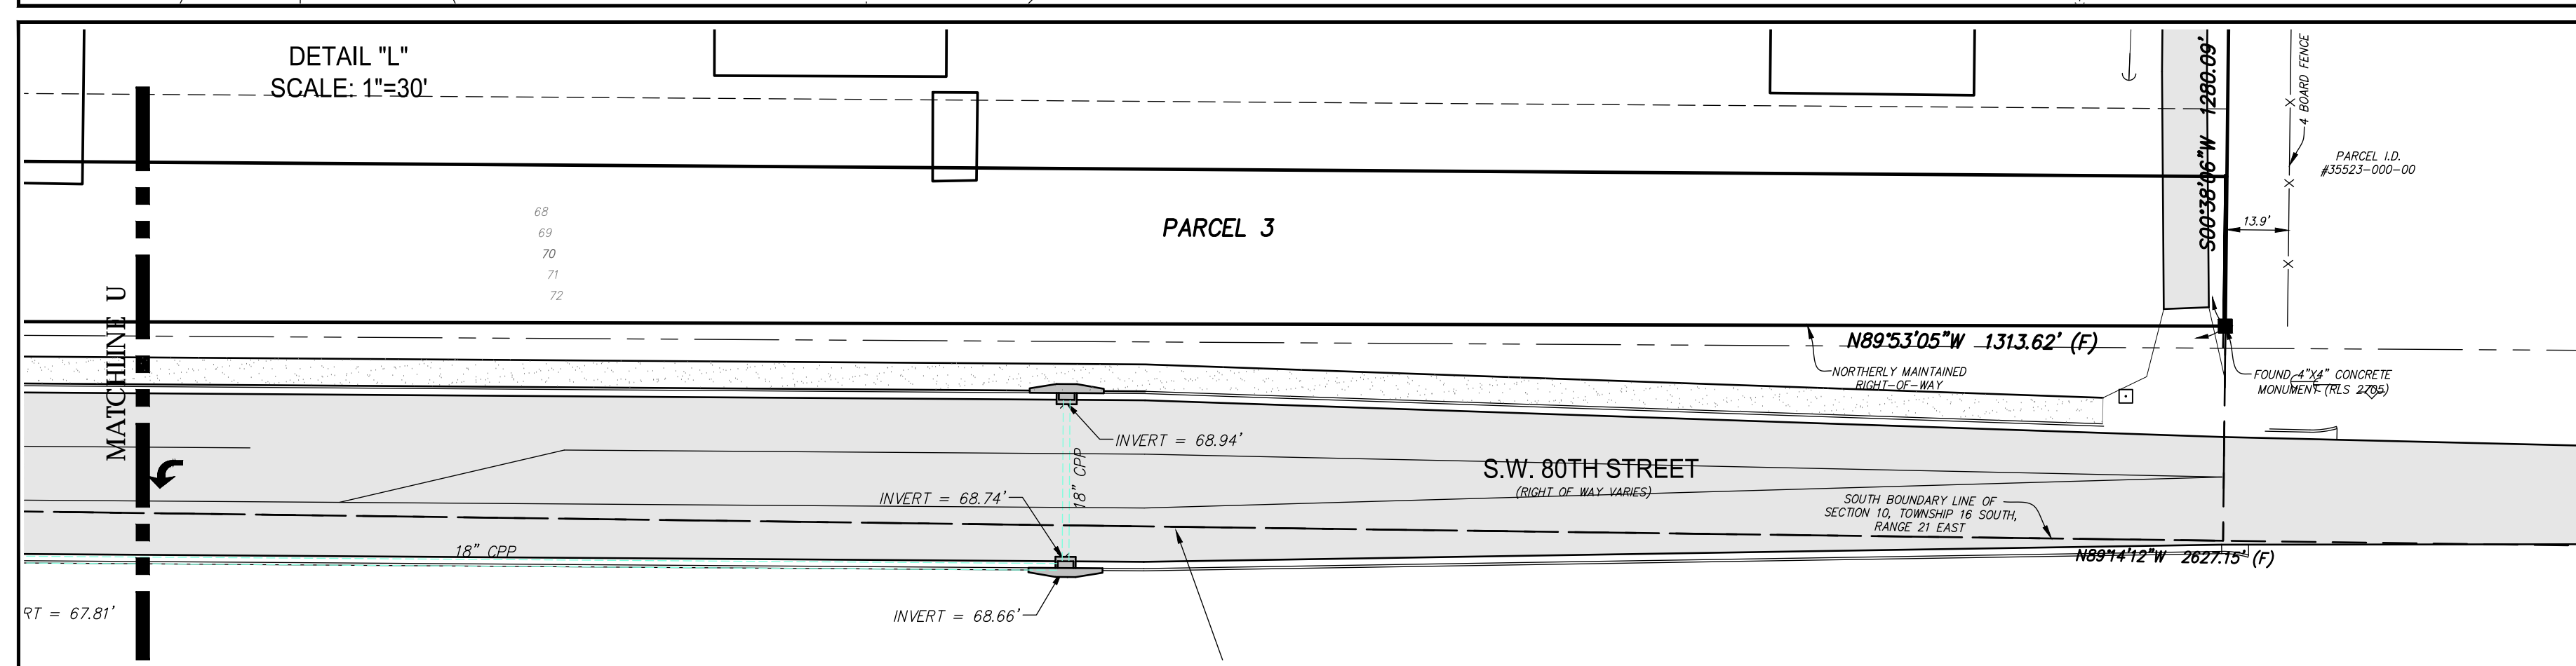 DETAIL "L"
SCALE: 1"=30'
S00°38'06"W 1280.09'
4 BOARD FENCE
X
PARCEL I.D.
#35523-000-00
X
13.9'
X
68
69
70
71
72
PARCEL 3
MATCHLINE U
N89°53'05"W 1313.62' (F)
NORTHERLY MAINTAINED
RIGHT-OF-WAY
FOUND 4"X4" CONCRETE
MONUMENT (RLS 2705)
INVERT = 68.94'
18" CPP
S.W. 80TH STREET
(RIGHT OF WAY VARIES)
INVERT = 68.74'
SOUTH BOUNDARY LINE OF
SECTION 10, TOWNSHIP 16 SOUTH,
RANGE 21 EAST
18" CPP
N89°14'12"W 2627.15' (F)
RT = 67.81'
INVERT = 68.66'